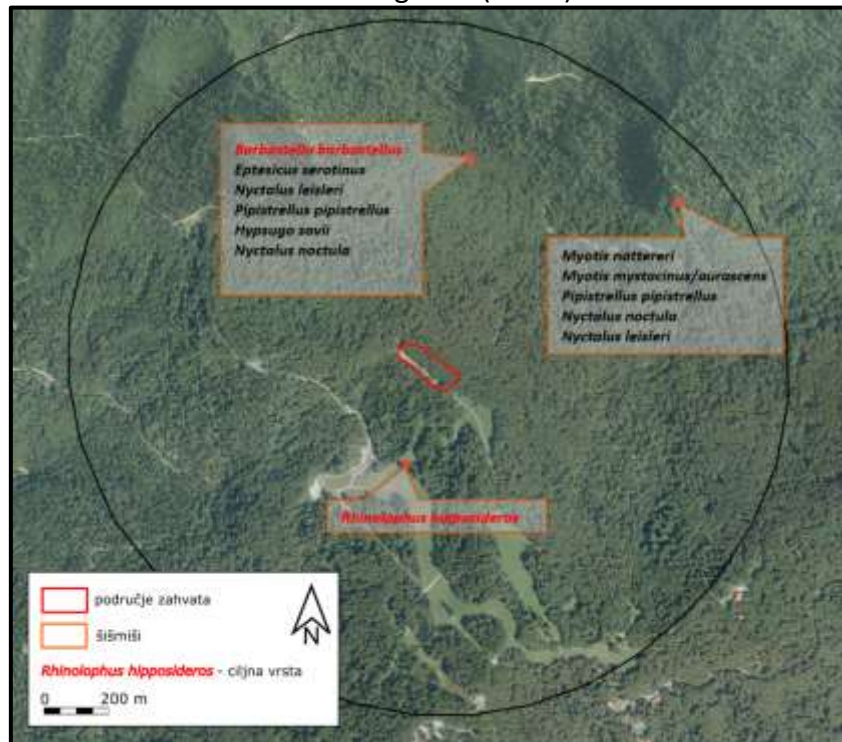 Barbastella barbastellus
Eptesicus serotinus
Nyctalus leisleri
Pipistrellus pipistrellus
Hypsugo savii
Nyctalus noctula
Myotis nattereri
Myotis mystacinus/aurascens
Pipistrellus pipistrellus
Nyctalus noctula
Nyctalus leisleri
Rhinolophus hipposideros
područje zahvata
šišmiši
N
Rhinolophus hipposideros - ciljna vrsta
0 200 m